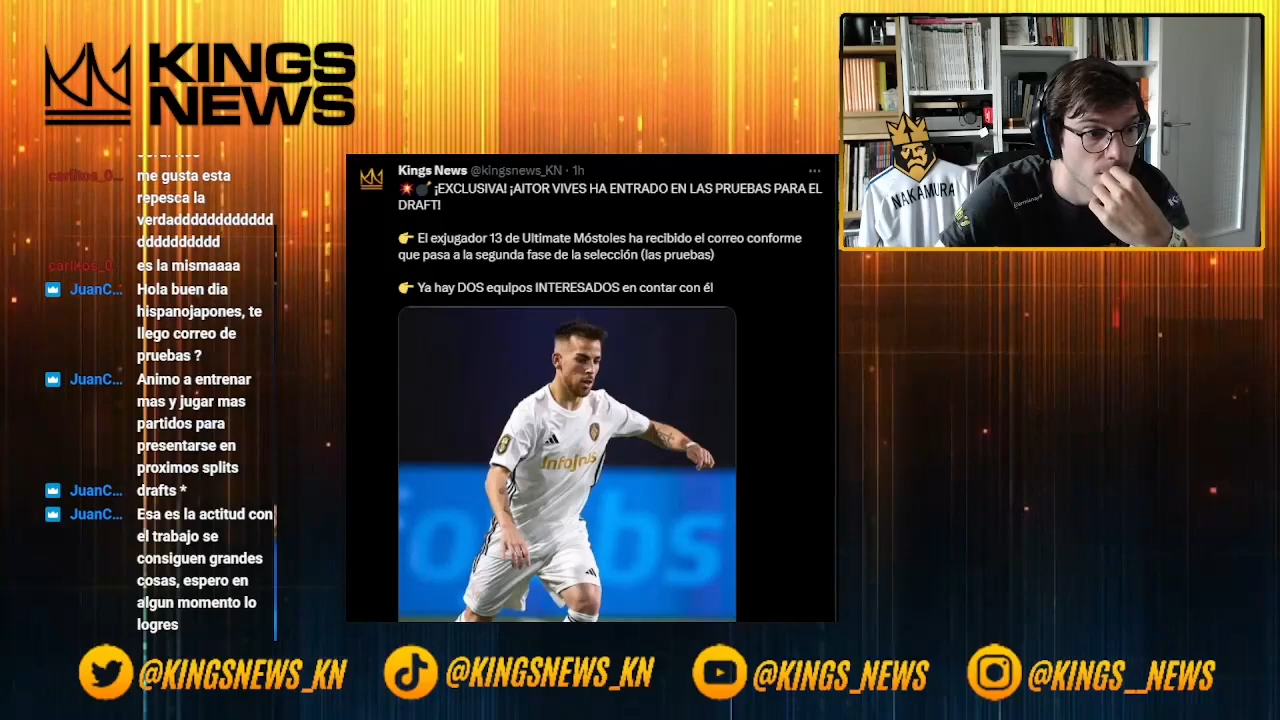 KINGS
NEWS
me gusta esta
repesca la
verdadddddddddddd
dddddddddd
es la mismaaaa
JuanC... Hola buen dia
hispanojapones, te
llego correo de
pruebas ?
JuanC... Animo a entrenar
mas y jugar mas
partidos para
presentarse en
proximos splits
JuanC... drafts *
JuanC... Esa es la actitud con
el trabajo se
consiguen grandes
cosas, espero en
algun momento lo
logres
Kings News @kingsnews_KN · 1h
💥💣 ¡EXCLUSIVA! ¡AITOR VIVES HA ENTRADO EN LAS PRUEBAS PARA EL
DRAFT!
👉 El exjugador 13 de Ultimate Móstoles ha recibido el correo conforme
que pasa a la segunda fase de la selección (las pruebas)
👉 Ya hay DOS equipos INTERESADOS en contar con él
InfoJobs
NAKAMURA
@KINGSNEWS_KN
@KINGSNEWS_KN
@KINGS_NEWS
@KINGS__NEWS